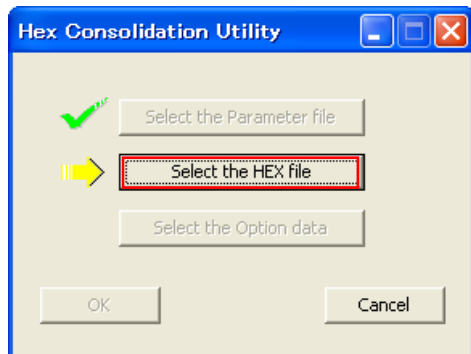 Hex Consolidation Utility
Select the Parameter file
Select the HEX file
Select the Option data
OK
Cancel